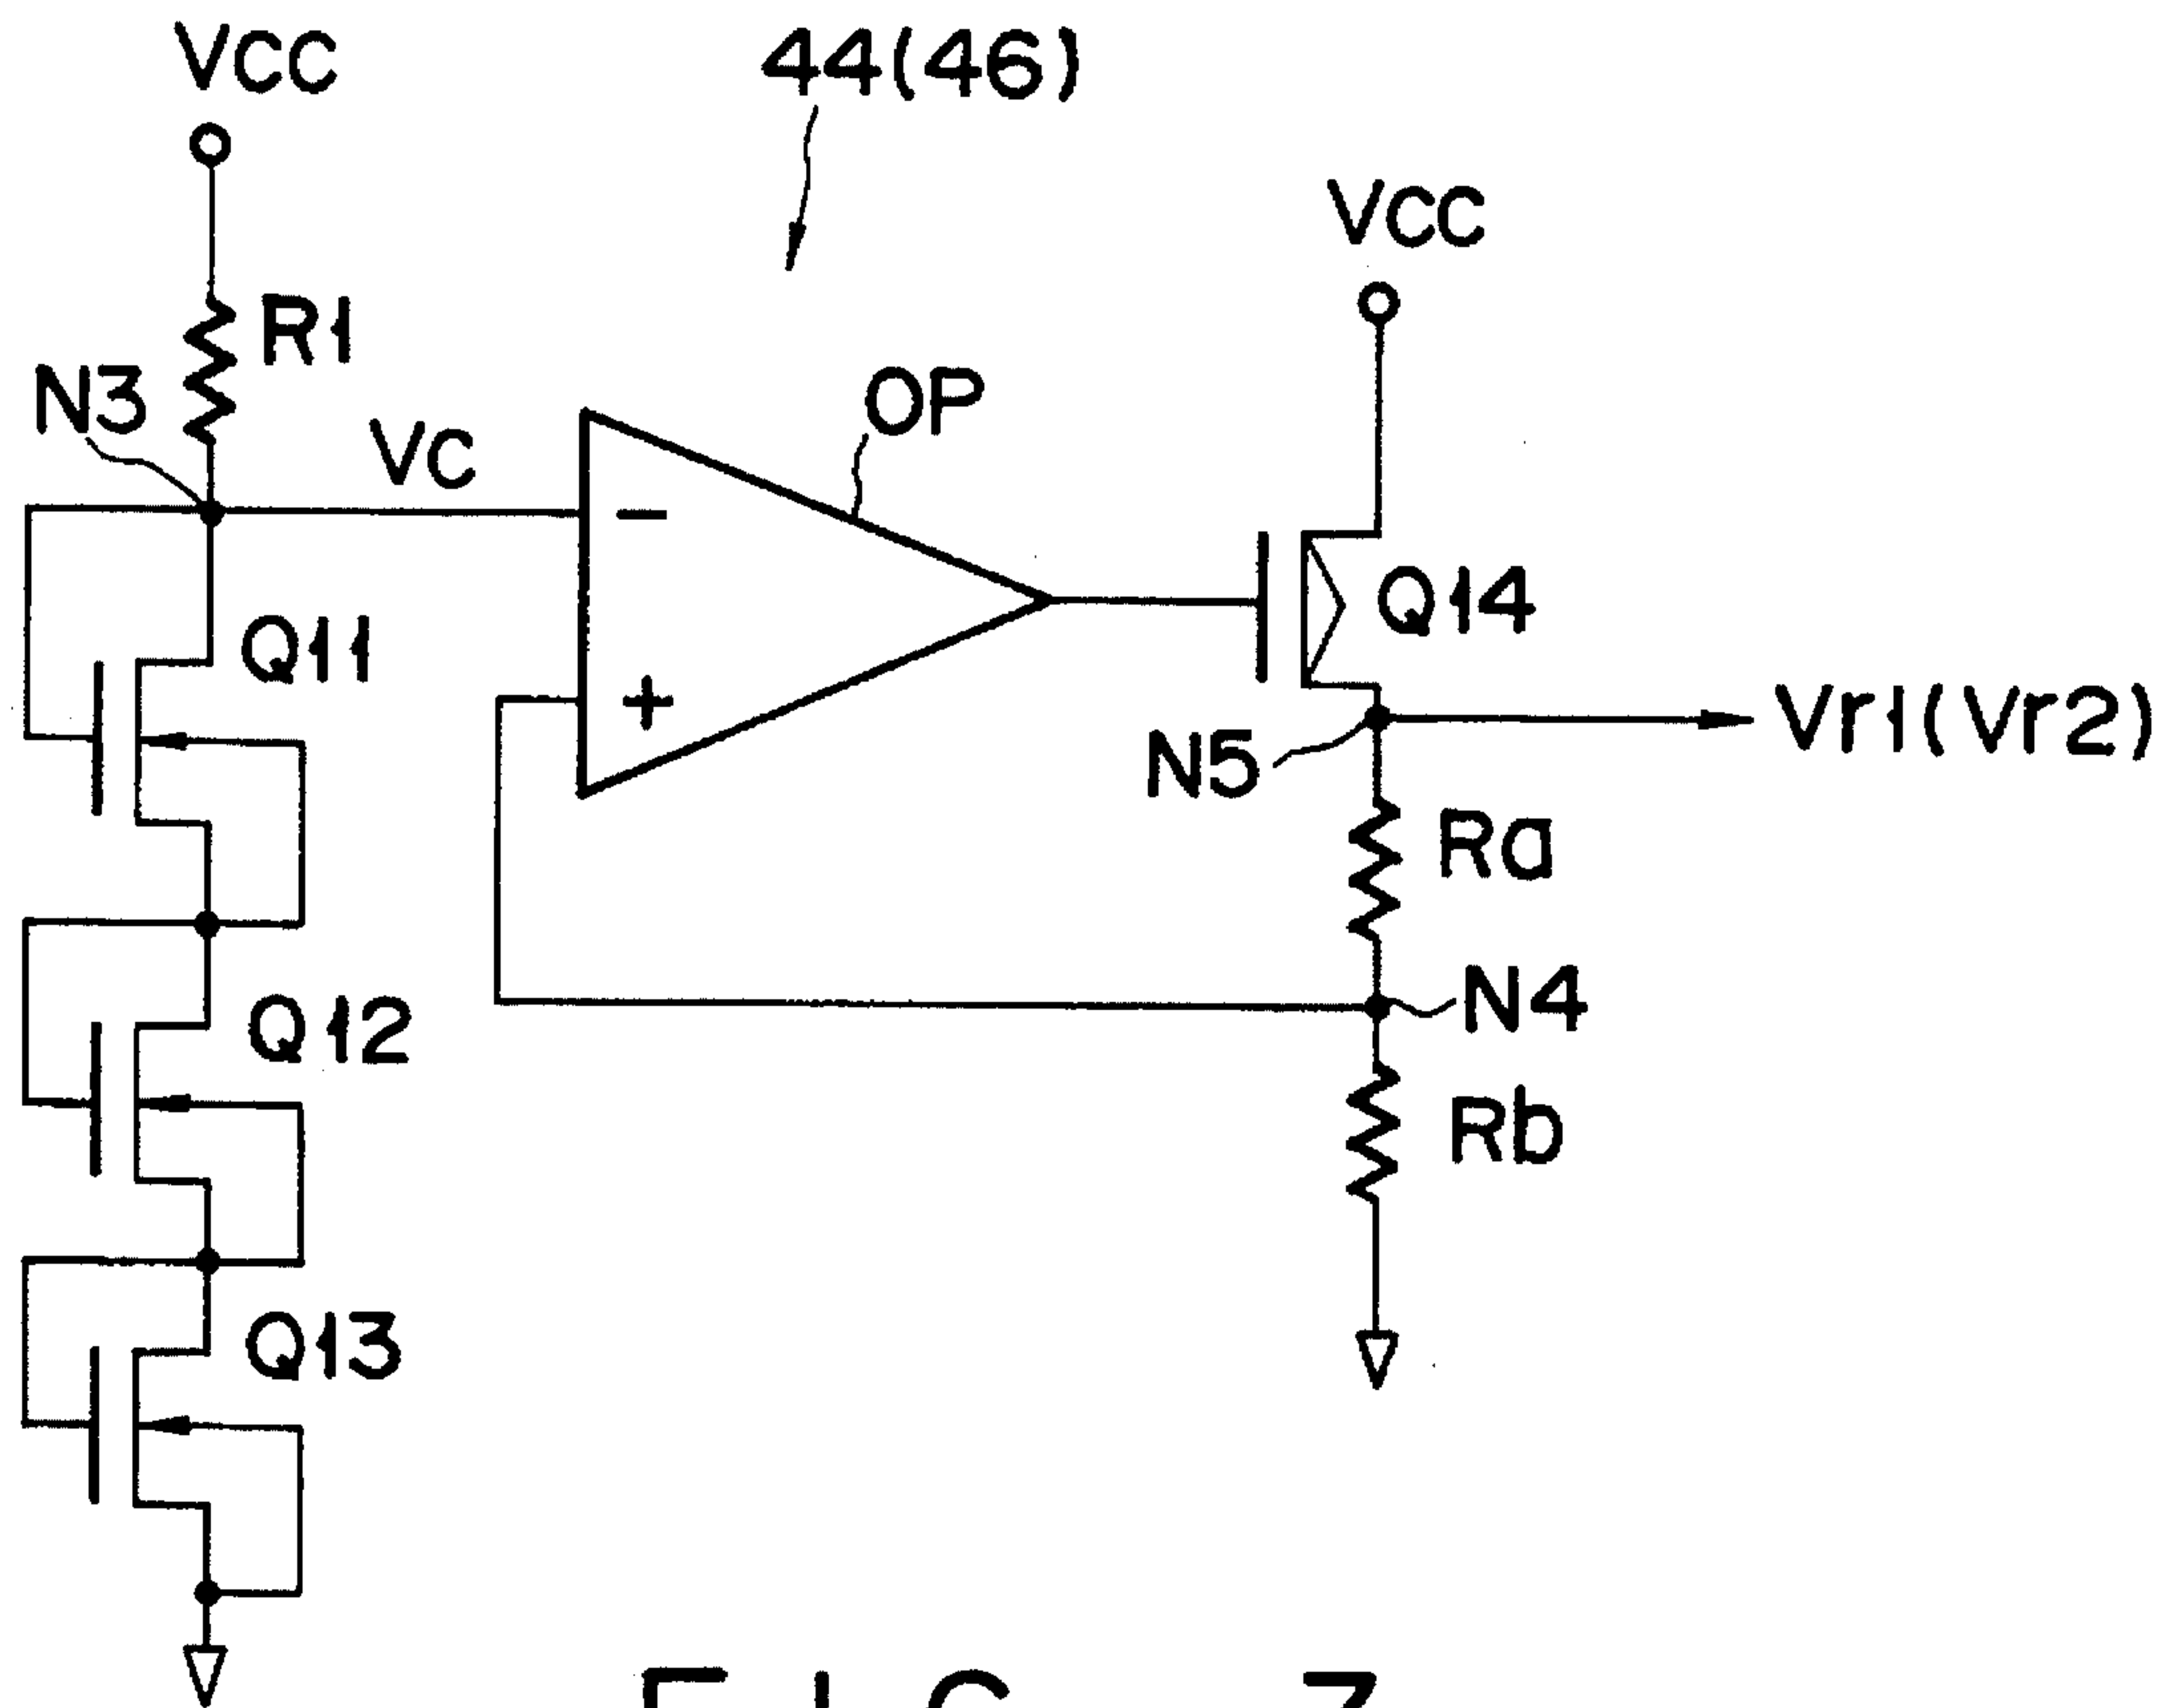 VCC
44(46)
VCC
R1
N3
VC
OP
-
Q11
Q14
+
Vr1(Vr2)
N5
Ra
N4
Q12
Rb
Q13